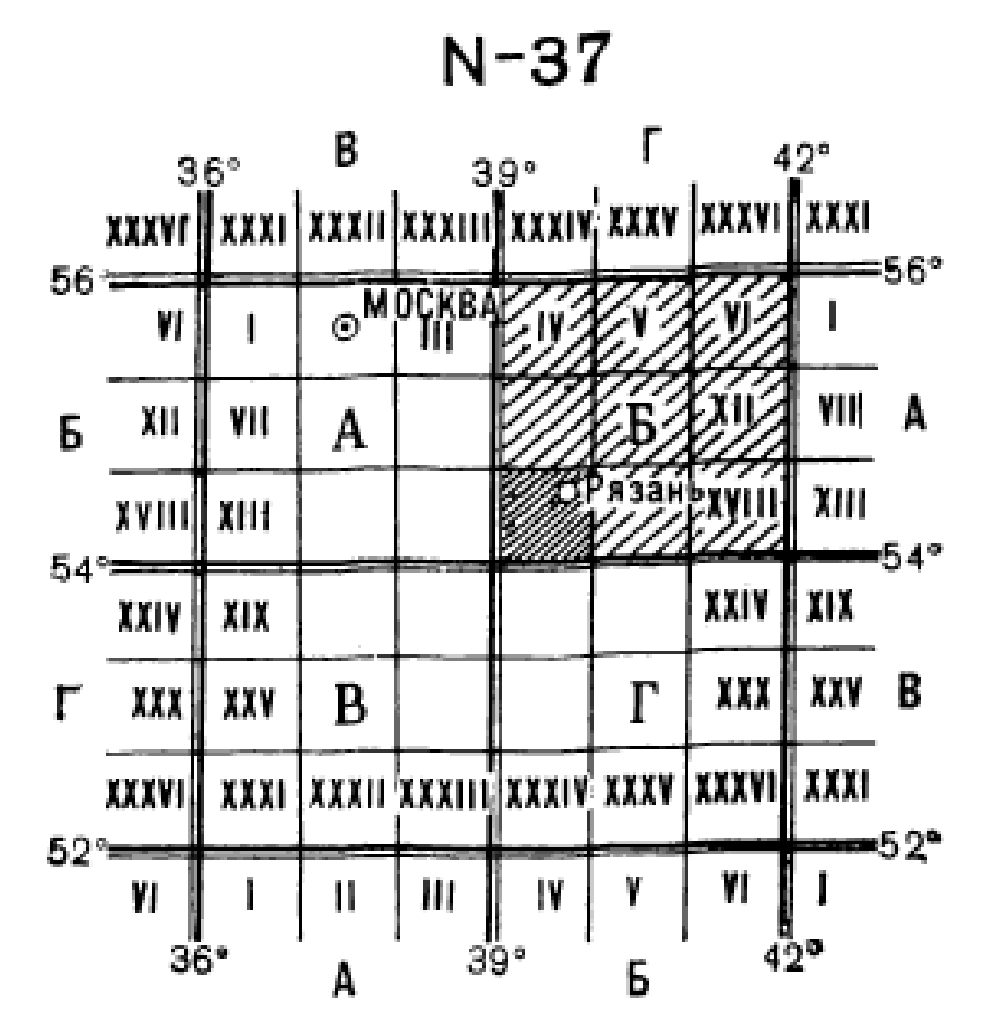 N-37
В Г
36° 39° 42°
XXXVI XXXI XXXII XXXIII XXXIV XXXV XXXVI XXXI
56° 56°
МОСКВА
VI I III IV V VI I
Б XII VII А Б XII VII А
Рязань
XVIII XIII XVIII XIII
54° 54°
XXIV XIX XXIV XIX
Г XXX XXV В Г XXX XXV В
XXXVI XXXI XXXII XXXIII XXXIV XXXV XXXVI XXXI
52° 52°
VI I II III IV V VI I
36° 39° 42°
А Б